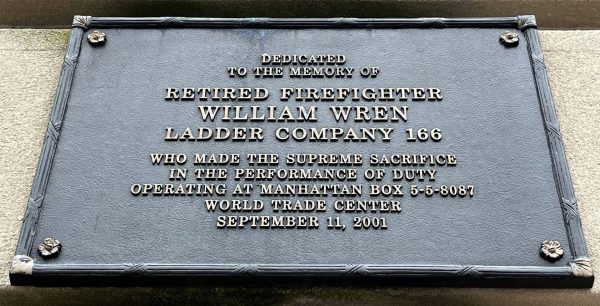 DEDICATED
TO THE MEMORY OF
RETIRED FIREFIGHTER
WILLIAM WREN
LADDER COMPANY 166
WHO MADE THE SUPREME SACRIFICE
IN THE PERFORMANCE OF DUTY
OPERATING AT MANHATTAN BOX 5-5-8087
WORLD TRADE CENTER
SEPTEMBER 11, 2001